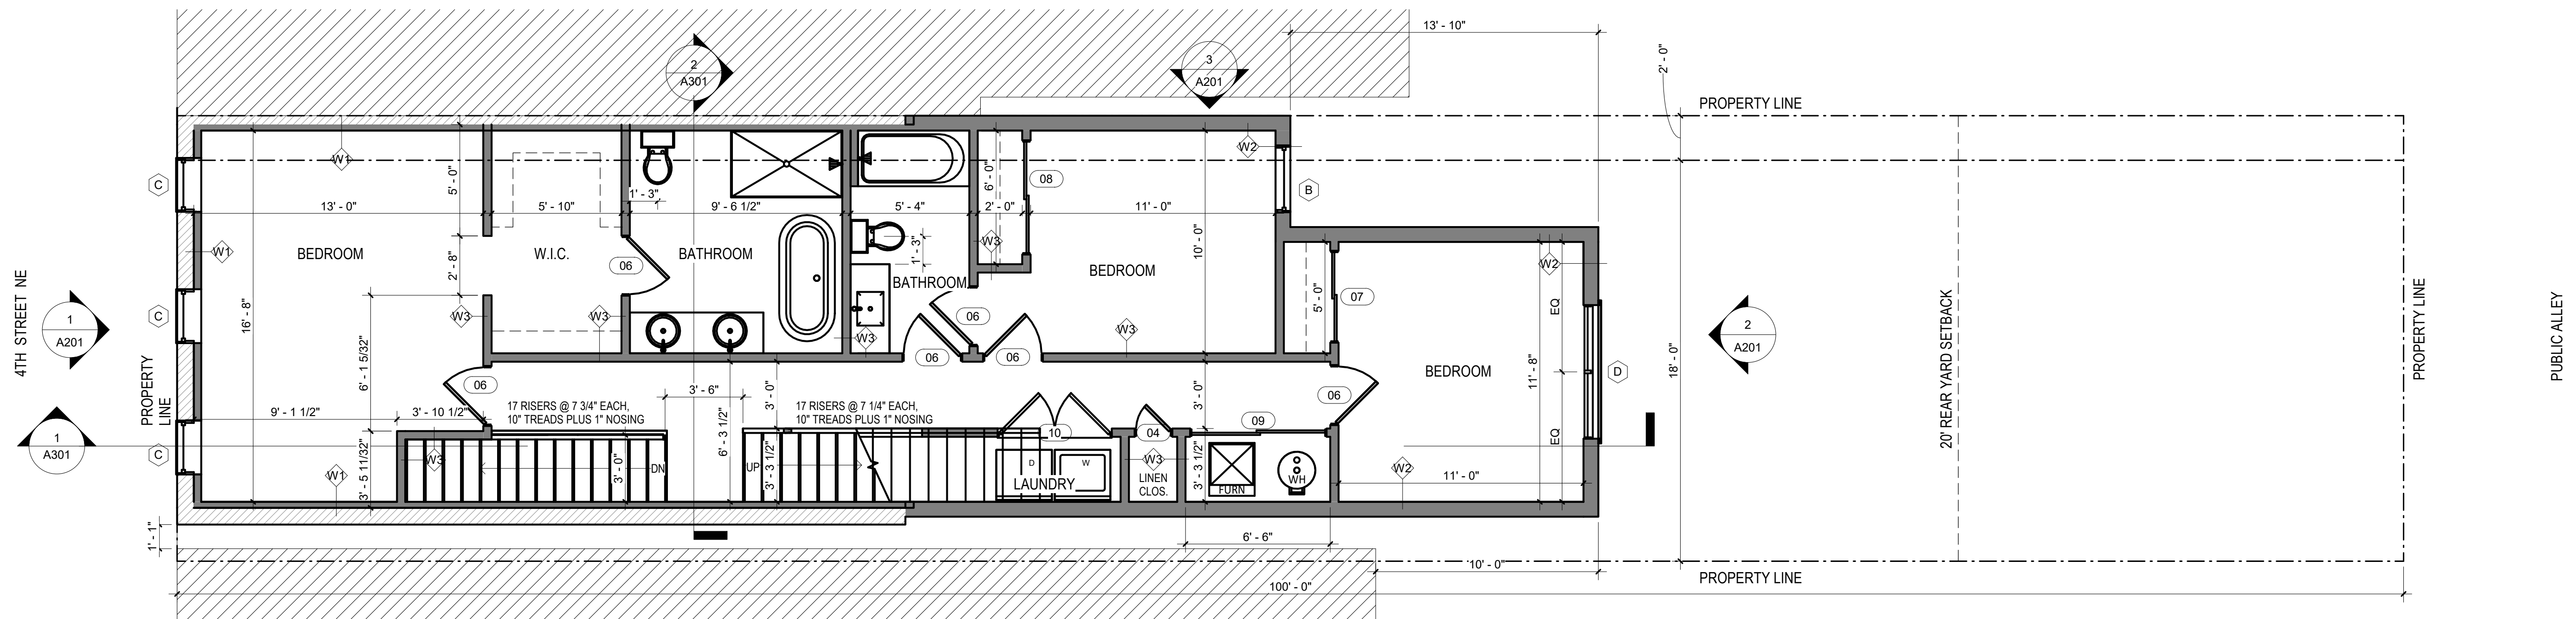 13' - 10"
2' - 0"
2
A301
3
A201
PROPERTY LINE
W1
W2
C
5' - 0"
6' - 0"
08
B
1' - 3"
13' - 0"
5' - 10"
9' - 6 1/2"
5' - 4"
2' - 0"
11' - 0"
W1
BEDROOM
W.I.C.
BATHROOM
06
2' - 8"
1' - 3"
W3
10' - 0"
BATHROOM
BEDROOM
W2
4TH STREET NE
1
A201
C
16' - 8"
W3
W3
W3
06
W3
5' - 0"
07
EQ
20' REAR YARD SETBACK
PROPERTY LINE
PUBLIC ALLEY
2
A201
6' - 1 5/32"
06
06
18' - 0"
11' - 8"
BEDROOM
D
PROPERTY
LINE
06
3' - 6"
3' - 0"
3' - 0"
06
9' - 1 1/2"
3' - 10 1/2"
17 RISERS @ 7 3/4" EACH,
10" TREADS PLUS 1" NOSING
17 RISERS @ 7 1/4" EACH,
10" TREADS PLUS 1" NOSING
09
10
04
EQ
1
A301
C
W3
6' - 3 1/2"
W3
3' - 0"
DN
UP
3' - 3 1/2"
D
W
3' - 3 1/2"
W2
W1
3' - 5 11/32"
LAUNDRY
LINEN
CLOS.
FURN
WH
11' - 0"
1' - 1"
6' - 6"
10' - 0"
PROPERTY LINE
100' - 0"